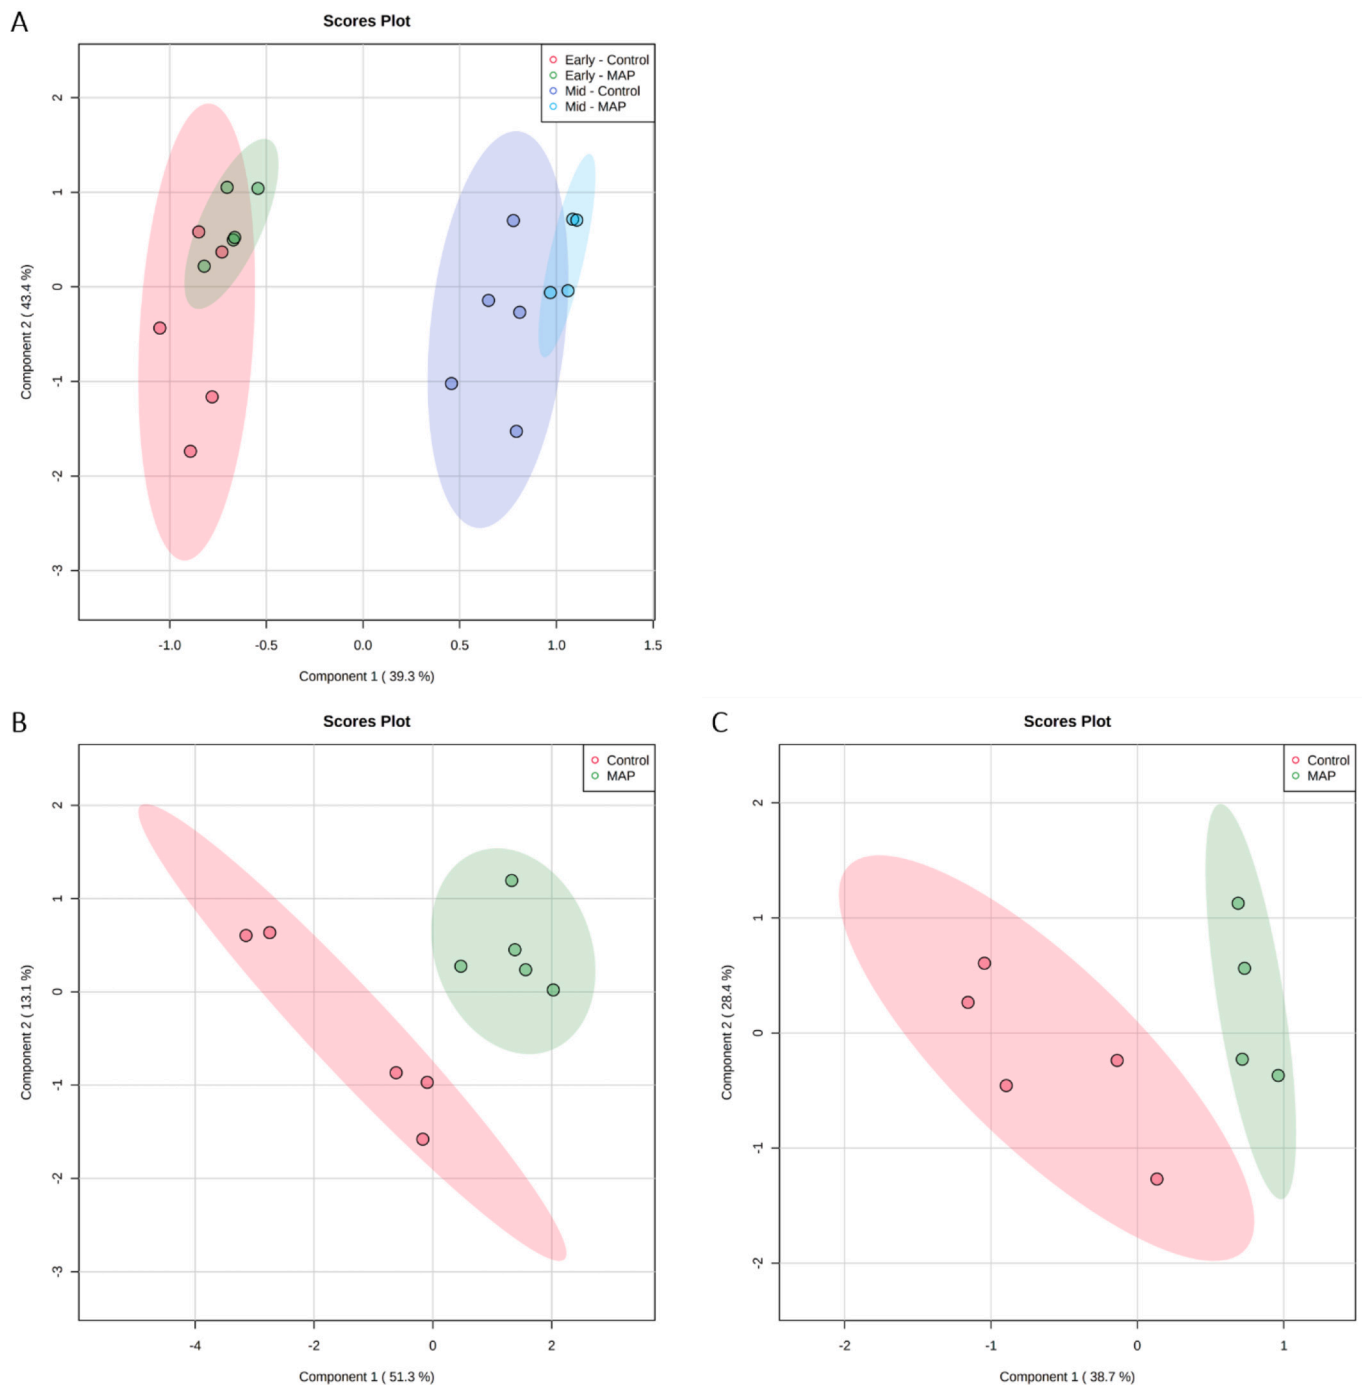 A
Scores Plot
Early - Control
Early - MAP
Mid - Control
Mid - MAP
2
1
0
-1
-2
-3
Component 2 ( 43.4 %)
-1.0 -0.5 0.0 0.5 1.0 1.5
Component 1 ( 39.3 %)
B
Scores Plot
Control
MAP
2
1
0
-1
-2
-3
Component 2 ( 13.1 %)
-4 -2 0 2
Component 1 ( 51.3 %)
C
Scores Plot
Control
MAP
2
1
0
-1
-2
Component 2 ( 28.4 %)
-2 -1 0 1
Component 1 ( 38.7 %)